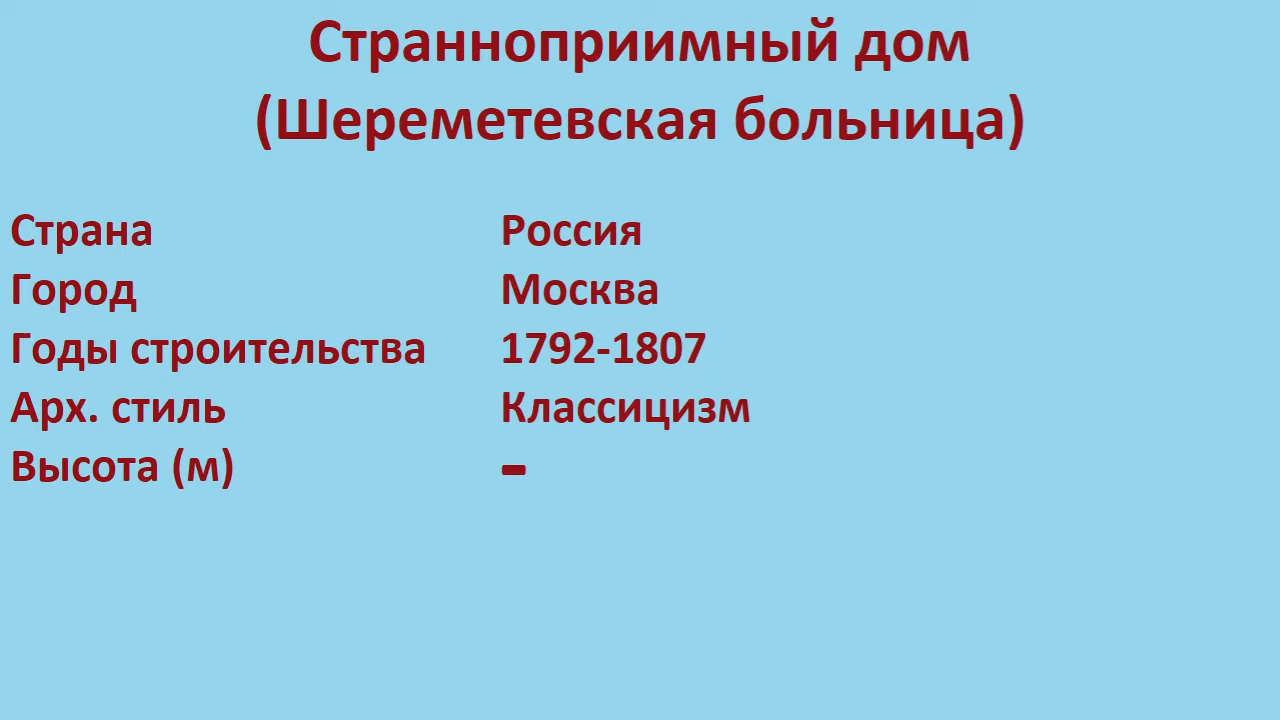 Странноприимный дом
(Шереметевская больница)
Страна Россия
Город Москва
Годы строительства 1792-1807
Арх. стиль Классицизм
Высота (м) -